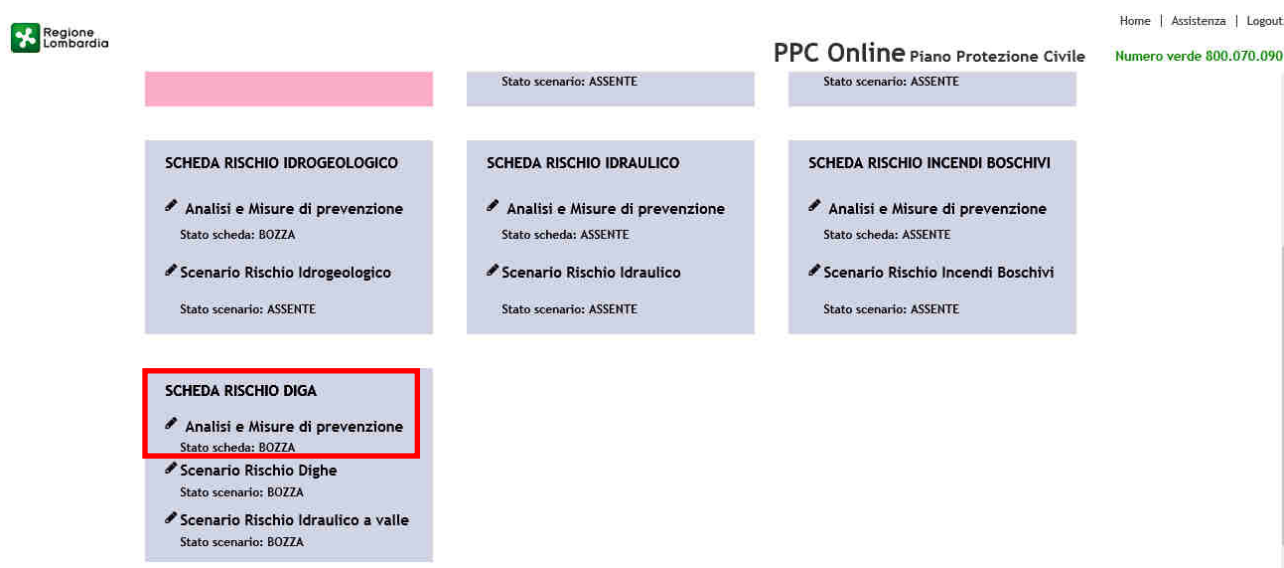 Home | Assistenza | Logout
Regione
Lombardia
PPC Online Piano Protezione Civile
Numero verde 800.070.090
Stato scenario: ASSENTE
Stato scenario: ASSENTE
SCHEDA RISCHIO IDROGEOLOGICO
Analisi e Misure di prevenzione
Stato scheda: BOZZA
Scenario Rischio Idrogeologico
Stato scenario: ASSENTE
SCHEDA RISCHIO IDRAULICO
Analisi e Misure di prevenzione
Stato scheda: ASSENTE
Scenario Rischio Idraulico
Stato scenario: ASSENTE
SCHEDA RISCHIO INCENDI BOSCHIVI
Analisi e Misure di prevenzione
Stato scheda: ASSENTE
Scenario Rischio Incendi Boschivi
Stato scenario: ASSENTE
SCHEDA RISCHIO DIGA
Analisi e Misure di prevenzione
Stato scheda: BOZZA
Scenario Rischio Dighe
Stato scenario: BOZZA
Scenario Rischio Idraulico a valle
Stato scenario: BOZZA